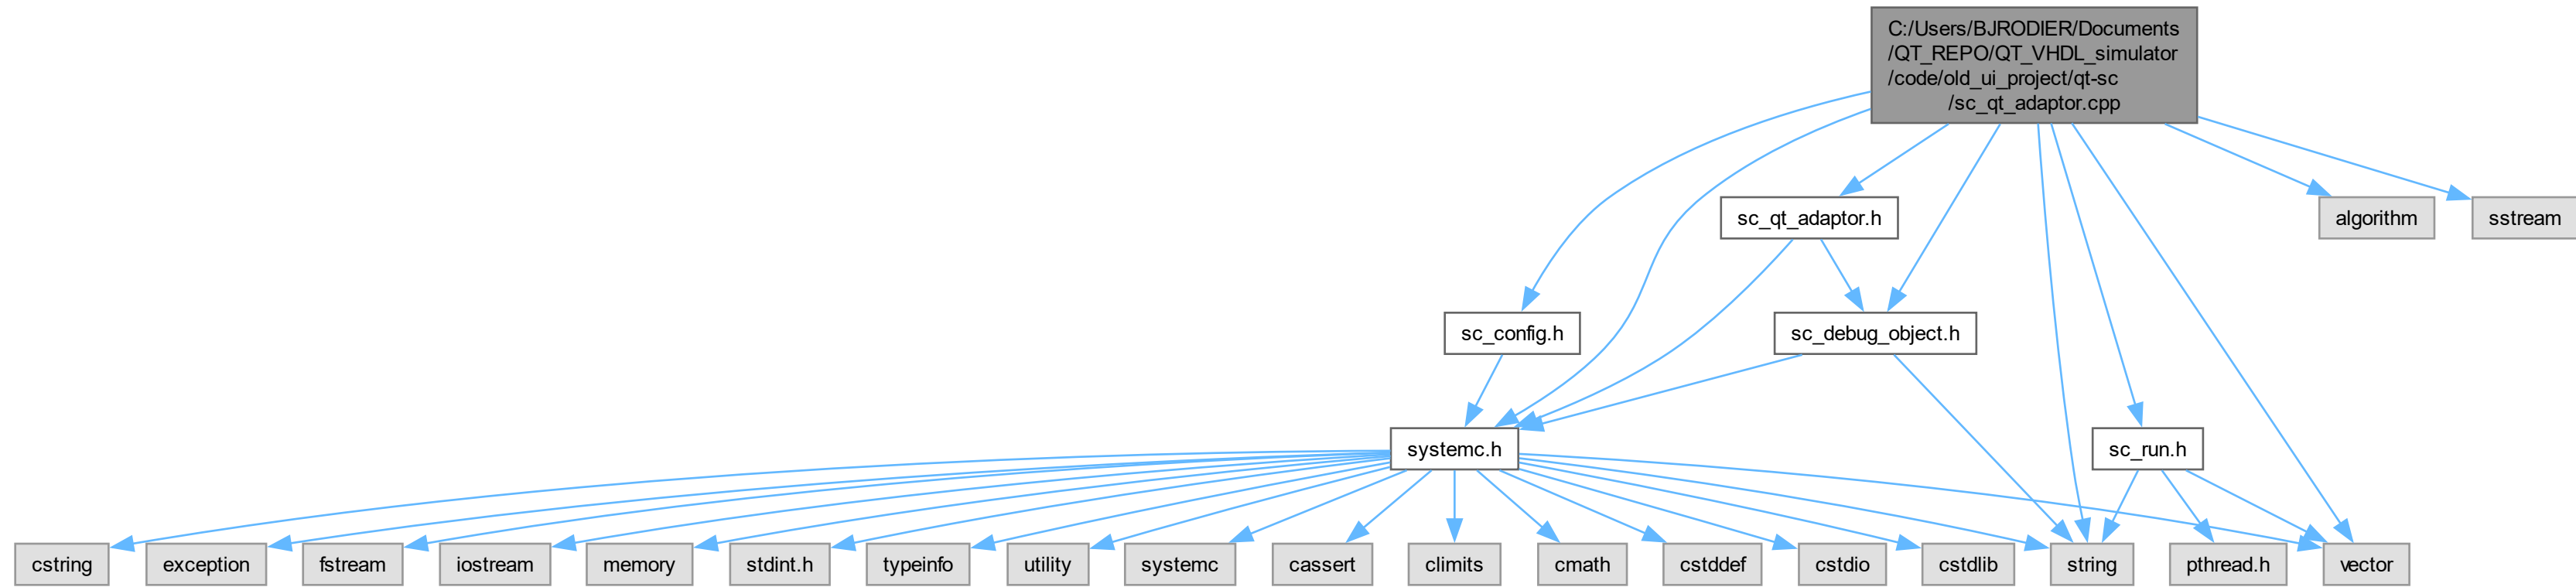 C:/Users/BJRODIER/Documents
/QT_REPO/QT_VHDL_simulator
/code/old_ui_project/qt-sc
/sc_qt_adaptor.cpp
sc_qt_adaptor.h
algorithm
sstream
sc_config.h
sc_debug_object.h
systemc.h
sc_run.h
cstring
exception
fstream
iostream
memory
stdint.h
typeinfo
utility
systemc
cassert
climits
cmath
cstddef
cstdio
cstdlib
string
pthread.h
vector